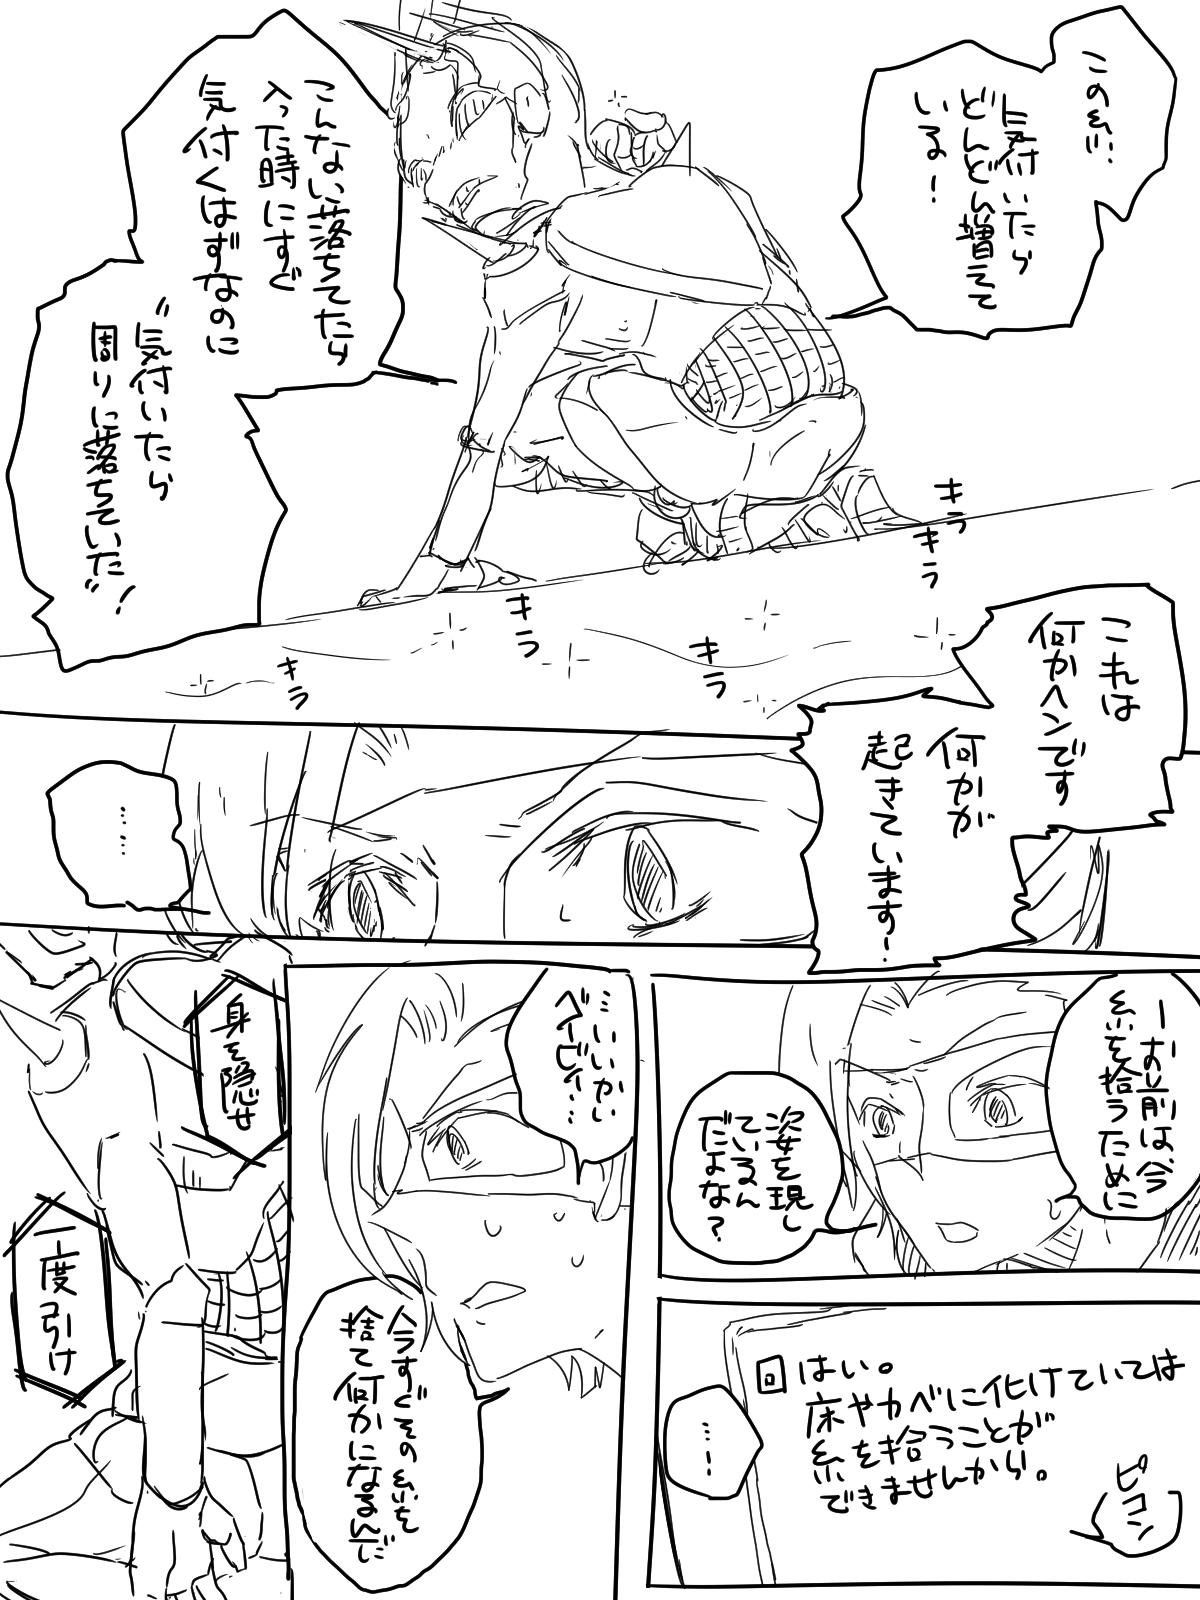 この糸…
気付いたら
どんどん増えて
いる！
こんなに落ちてたら
入った時にすぐ
気付くはずなのに
“気付いたら
周りに落ちていた”！
キラ
キラ
キラ
キラ
キラ
これは
何かヘンです
何かが
起きています！
……
ーお前は、今
糸を拾うために
姿を現し
ているん
だよな？
回はい。
床やカベに化けていては
糸を拾うことが
できませんから。
ピコン
…！
…いいかい
ベイビィ…
今すぐその糸を
捨て何かになるんだ
身を隠せ
一度引け